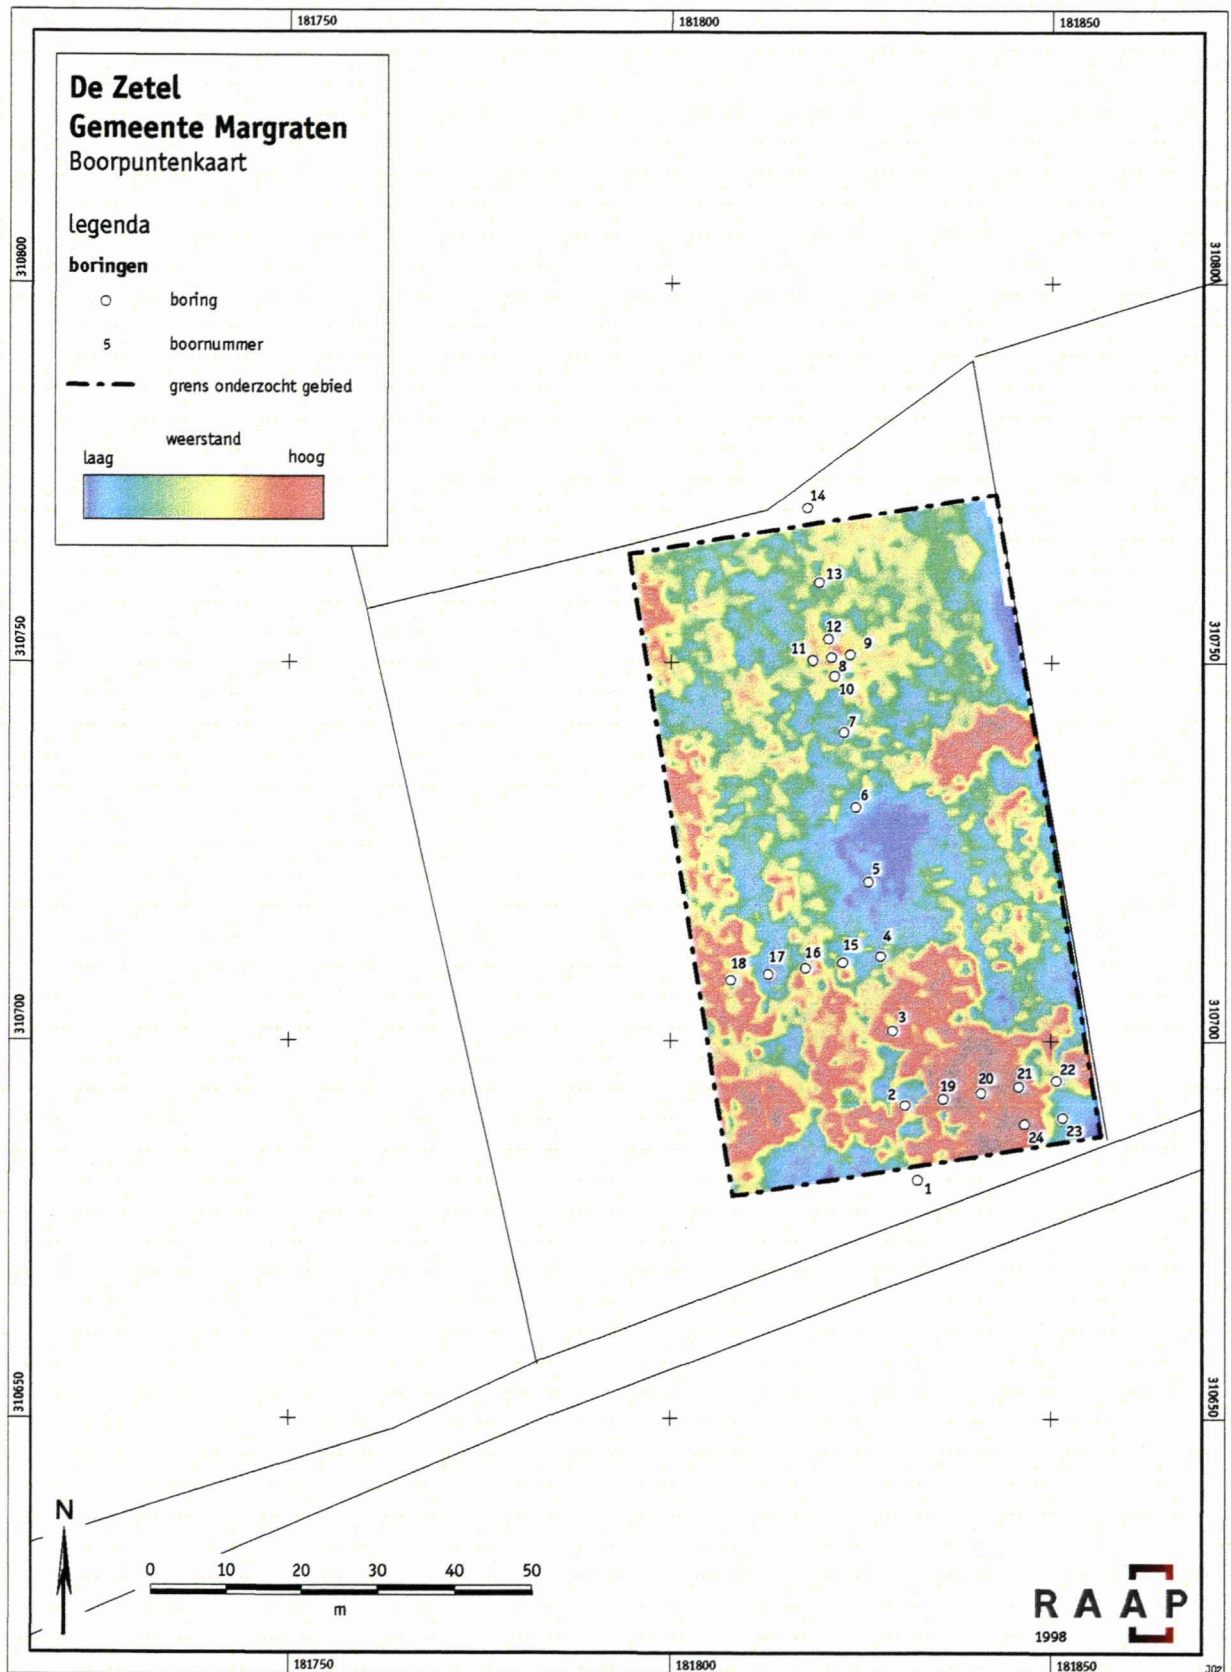 181750 181800 181850
De Zetel
Gemeente Margraten
Boorpuntenkaart
legenda
boringen
boring
5 boornummer
grens onderzocht gebied
weerstand
laag hoog
310800 310800
14
13
12
11 9
8
10
310750 310750
7
6
5
4
15
16
17
18
3
310700 310700
22
21
20
19
2
23
24
1
310650 310650
N
0 10 20 30 40 50
m
RAAP
1998
181750 181800 181850